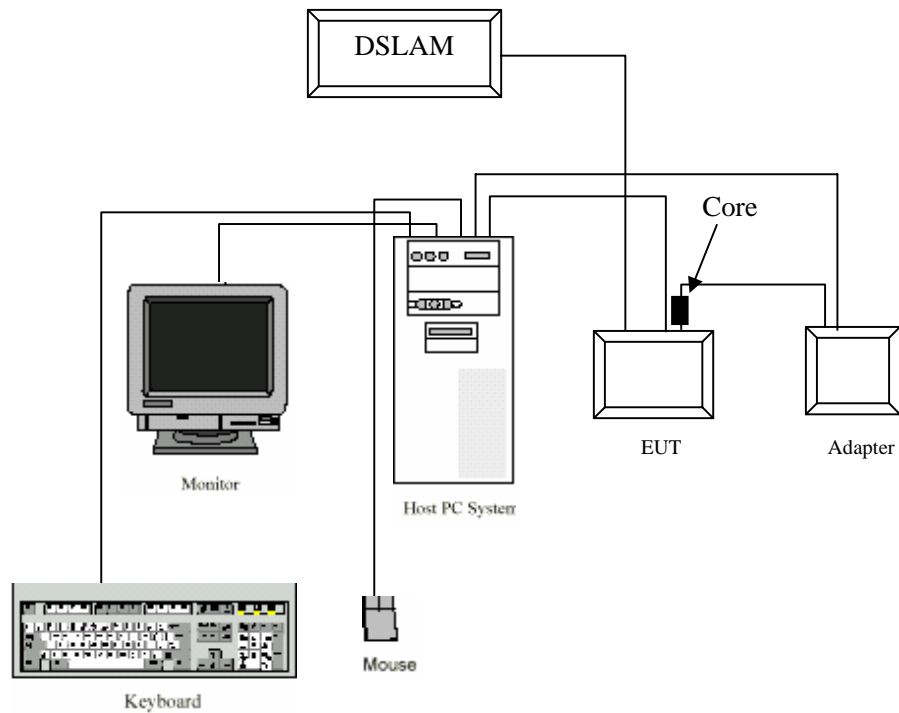 DSLAM
Core
EUT
Adapter
Monitor
Host PC System
Mouse
Keyboard